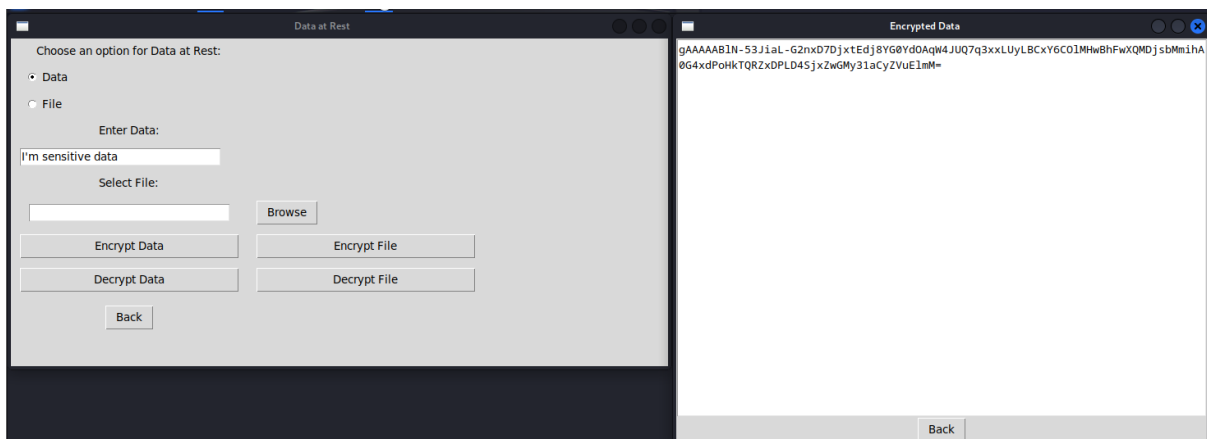 Data at Rest
Choose an option for Data at Rest:
Data
File
Enter Data:
I'm sensitive data
Select File:
Browse
Encrypt Data Encrypt File
Decrypt Data Decrypt File
Back
Encrypted Data
gAAAAABlN-53JiaL-G2nxD7DjxtEdj8YG0YdOAqW4JUQ7q3xxLUyLBCxY6COlMHwBhFwXQMDjsbMmihA
0G4xdPoHkTQRZxDPLD4SjxZwGMy31aCyZVuElmM=
Back